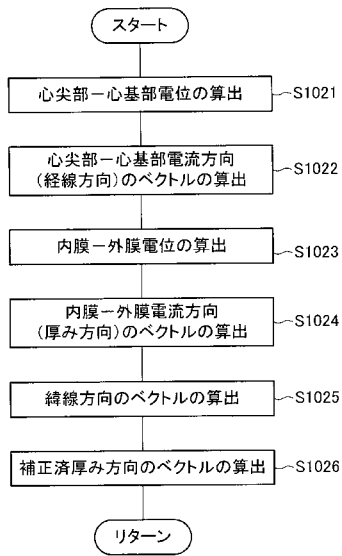 スタート
心尖部－心基部電位の算出
S1021
心尖部－心基部電流方向
(経線方向)のベクトルの算出
S1022
内膜－外膜電位の算出
S1023
内膜－外膜電流方向
(厚み方向)のベクトルの算出
S1024
緯線方向のベクトルの算出
S1025
補正済厚み方向のベクトルの算出
S1026
リターン